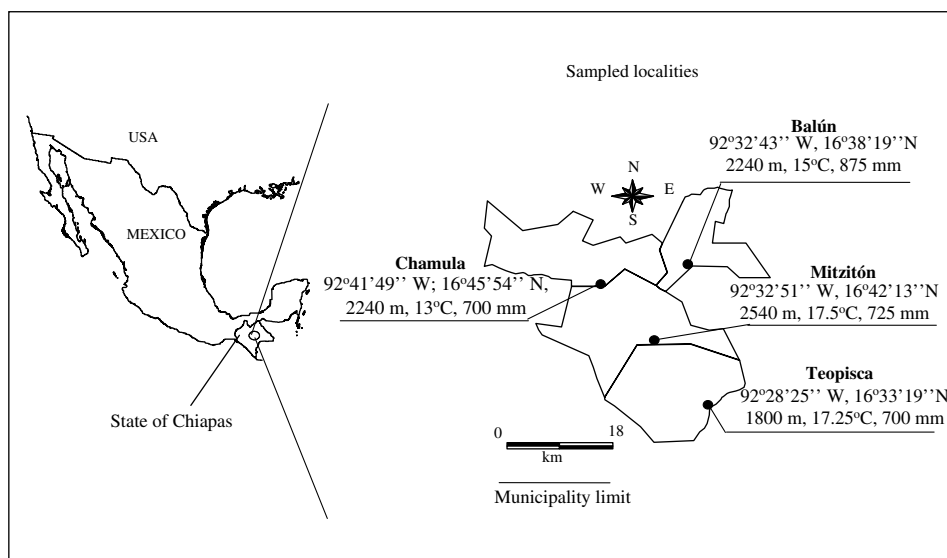 Sampled localities
USA
MEXICO
State of Chiapas
N
W
E
S
Balún
92º32'43'' W, 16º38'19''N
2240 m, 15ºC, 875 mm
Chamula
92º41'49'' W; 16º45'54'' N,
2240 m, 13ºC, 700 mm
Mitzitón
92º32'51'' W, 16º42'13''N
2540 m, 17.5ºC, 725 mm
Teopisca
92º28'25'' W, 16º33'19''N
1800 m, 17.25ºC, 700 mm
0
18
km
Municipality limit